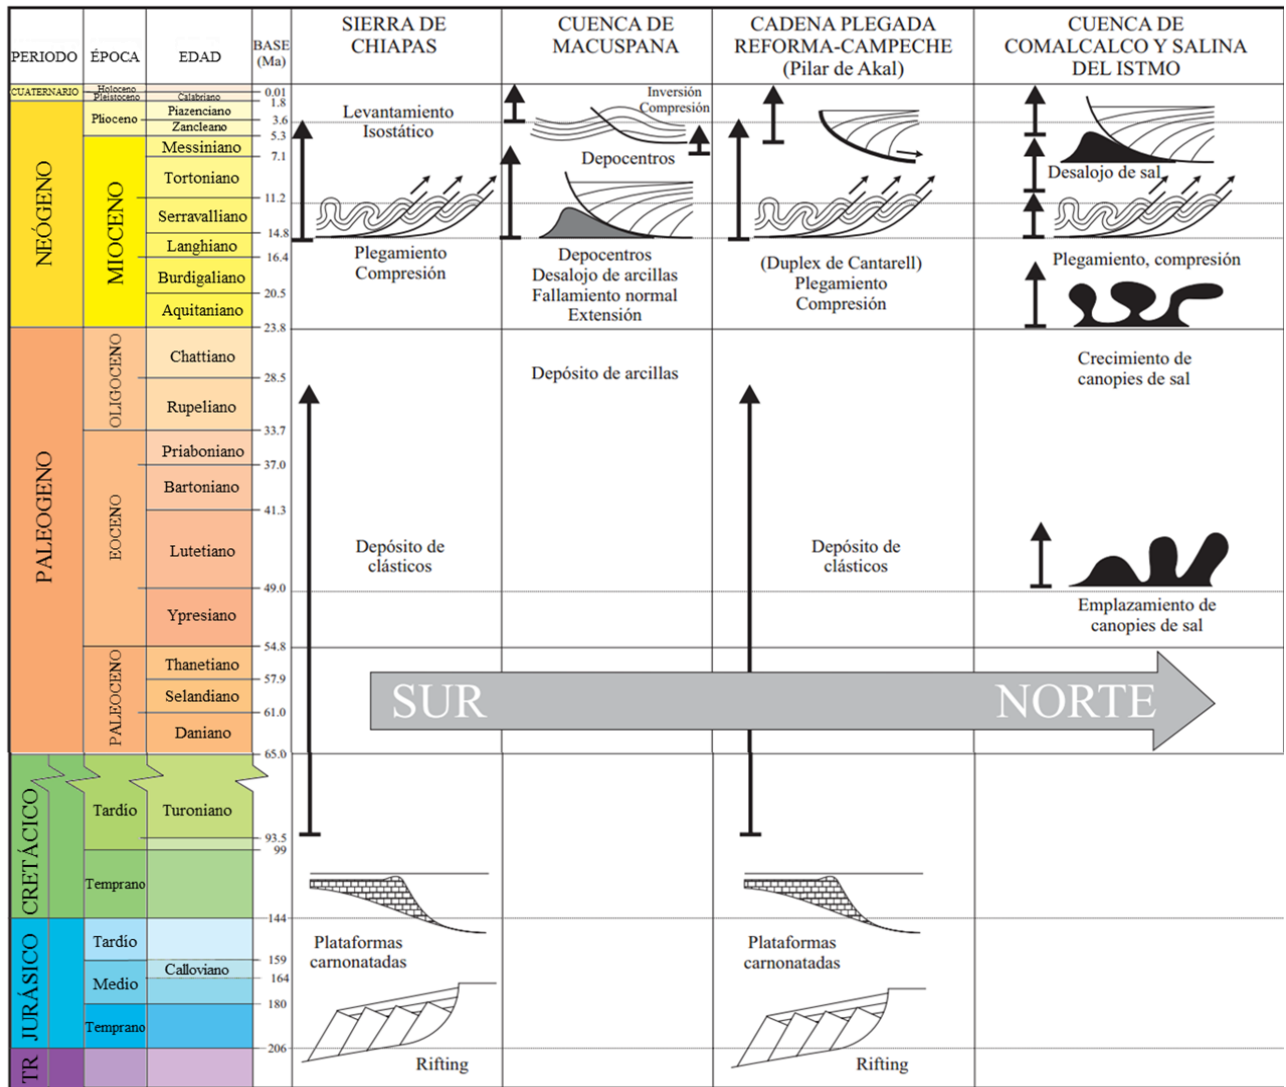 SIERRA DE
CHIAPAS
CUENCA DE
MACUSPANA
CADENA PLEGADA
REFORMA-CAMPECHE
(Pilar de Akal)
CUENCA DE
COMALCALCO Y SALINA
DEL ISTMO
PERIODO
ÉPOCA
EDAD
BASE
(Ma)
CUATERNARIO
Holoceno
0.01
Pleistoceno
Calabriano
1.8
NEÓGENO
Plioceno
Piazenciano
3.6
Zancleano
5.3
MIOCENO
Messiniano
7.1
Tortoniano
11.2
Serravalliano
14.8
Langhiano
16.4
Burdigaliano
20.5
Aquitaniano
23.8
PALEOGENO
OLIGOCENO
Chattiano
28.5
Rupeliano
33.7
EOCENO
Priaboniano
37.0
Bartoniano
41.3
Lutetiano
49.0
Ypresiano
54.8
PALEOCENO
Thanetiano
57.9
Selandiano
61.0
Daniano
65.0
CRETÁCICO
Tardío
Turoniano
93.5
99
Temprano
144
JURÁSICO
Tardío
159
Calloviano
164
Medio
180
Temprano
206
TR
Levantamiento
Isostático
Plegamiento
Compresión
Depósito de
clásticos
Plataformas
carnonatadas
Rifting
Inversión
Compresión
Depocentros
Depocentros
Desalojo de arcillas
Fallamiento normal
Extensión
Depósito de arcillas
(Duplex de Cantarell)
Plegamiento
Compresión
Depósito de
clásticos
Plataformas
carnonatadas
Rifting
Desalojo de sal
Plegamiento, compresión
Crecimiento de
canopies de sal
Emplazamiento de
canopies de sal
SUR
NORTE